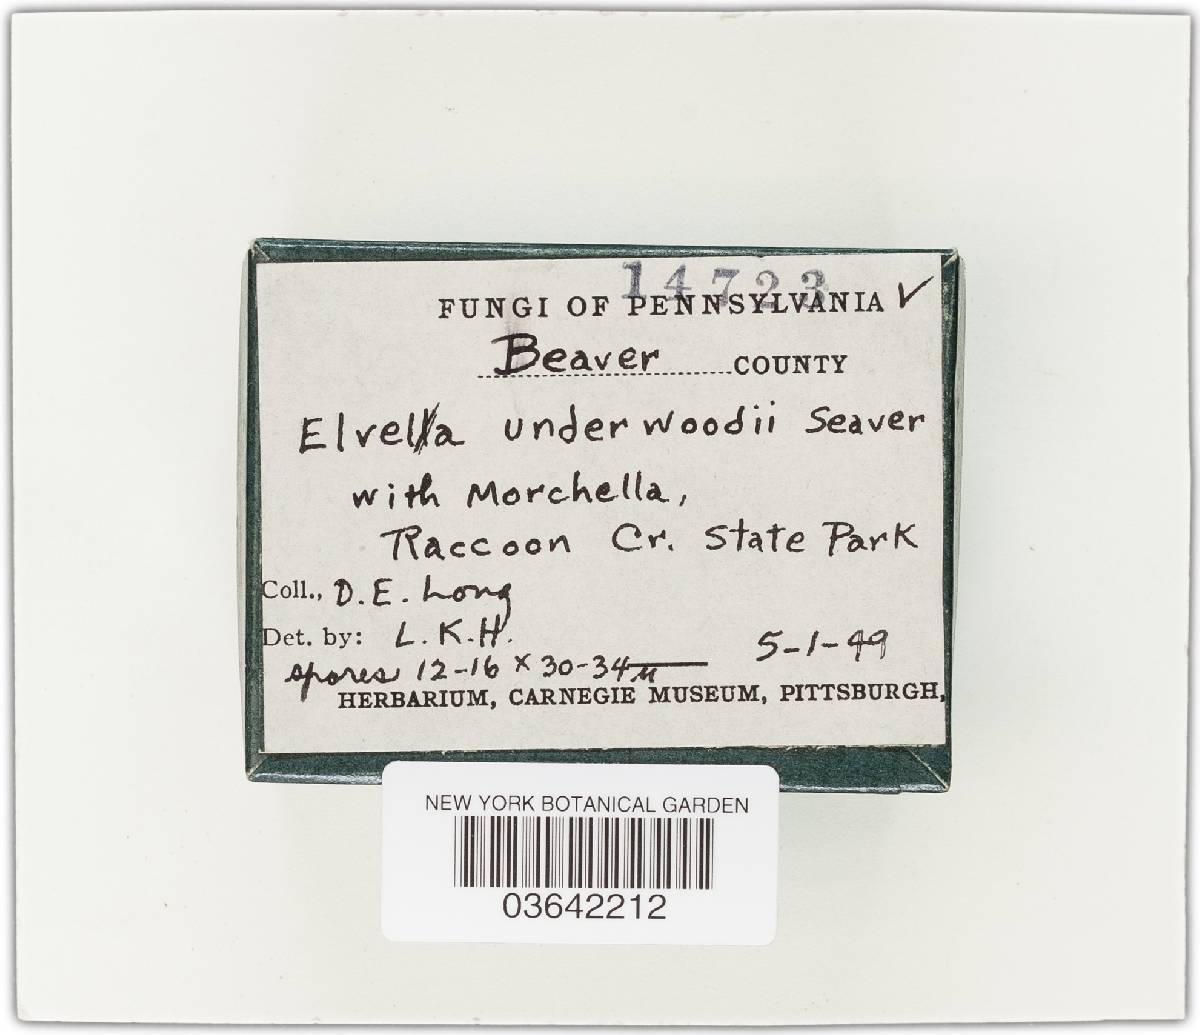 14723
FUNGI OF PENNSYLVANIA ✓
Beaver COUNTY
Elvella underwoodii Seaver
with Morchella,
Raccoon Cr. State Park
Coll., D.E. Long
Det. by: L.K.H. 5-1-49
spores 12-16 x 30-34 μ
HERBARIUM, CARNEGIE MUSEUM, PITTSBURGH,
NEW YORK BOTANICAL GARDEN
03642212